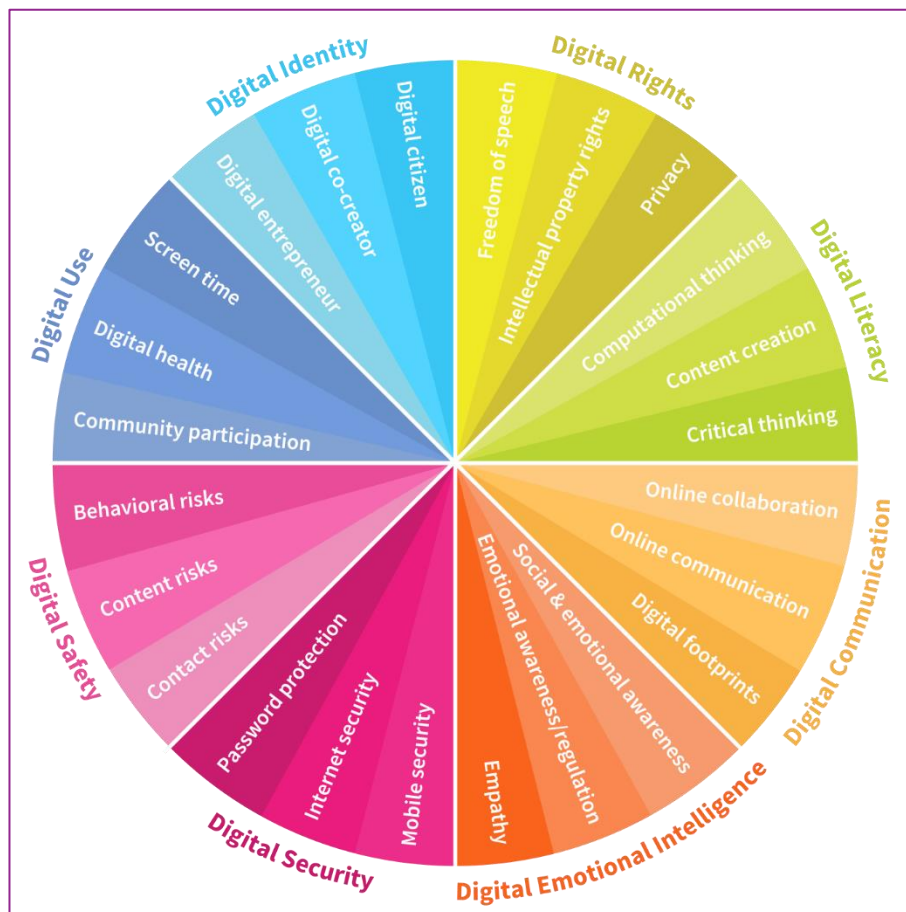 Digital Identity
Digital citizen
Digital co-creator
Digital entrepreneur
Digital Rights
Freedom of speech
Intellectual property rights
Privacy
Digital Literacy
Computational thinking
Content creation
Critical thinking
Digital Communication
Online collaboration
Online communication
Digital footprints
Digital Emotional Intelligence
Social & emotional awareness
Emotional awareness/regulation
Empathy
Digital Security
Mobile security
Internet security
Password protection
Digital Safety
Contact risks
Content risks
Behavioral risks
Digital Use
Community participation
Digital health
Screen time